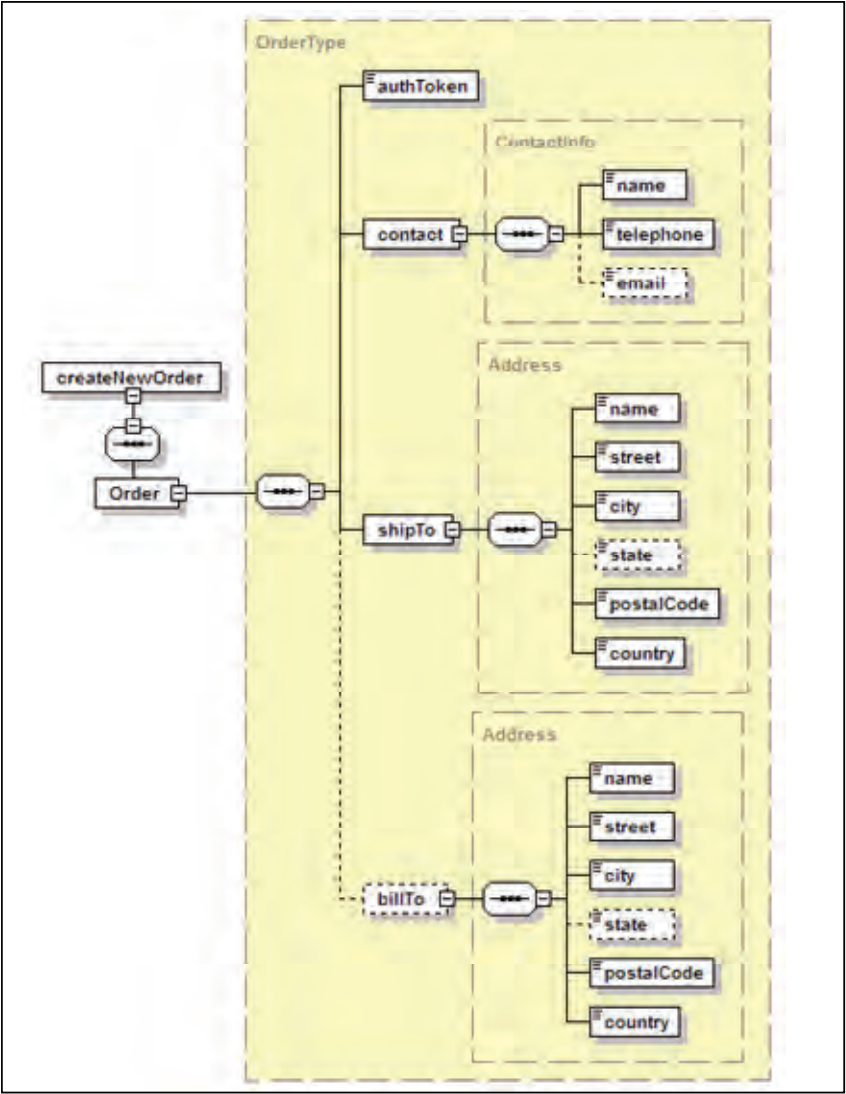 OrderType
authToken
ContactInfo
name
contact
telephone
email
createNewOrder
Address
name
street
Order
city
shipTo
state
postalCode
country
Address
name
street
city
billTo
state
postalCode
country